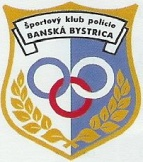 Športový klub polície
BANSKÁ BYSTRICA